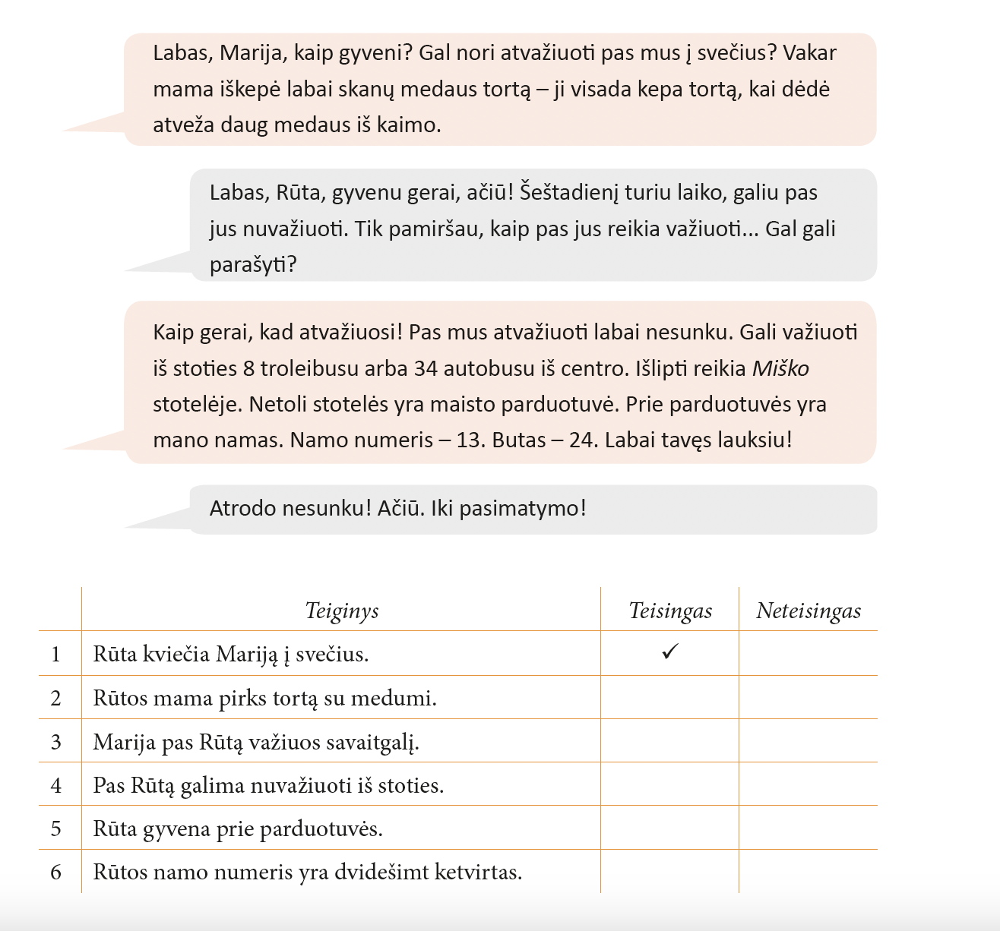 Labas, Marija, kaip gyveni? Gal nori atvažiuoti pas mus į svečius? Vakar
mama iškepė labai skanų medaus tortą – ji visada kepa tortą, kai dėdė
atveža daug medaus iš kaimo.
Labas, Rūta, gyvenu gerai, ačiū! Šeštadienį turiu laiko, galiu pas
jus nuvažiuoti. Tik pamiršau, kaip pas jus reikia važiuoti... Gal gali
parašyti?
Kaip gerai, kad atvažiuosi! Pas mus atvažiuoti labai nesunku. Gali važiuoti
iš stoties 8 troleibusu arba 34 autobusu iš centro. Išlipti reikia Miško
stotelėje. Netoli stotelės yra maisto parduotuvė. Prie parduotuvės yra
mano namas. Namo numeris – 13. Butas – 24. Labai tavęs lauksiu!
Atrodo nesunku! Ačiū. Iki pasimatymo!
Teiginys Teisingas Neteisingas
1 Rūta kviečia Mariją į svečius. ✓
2 Rūtos mama pirks tortą su medumi.
3 Marija pas Rūtą važiuos savaitgalį.
4 Pas Rūtą galima nuvažiuoti iš stoties.
5 Rūta gyvena prie parduotuvės.
6 Rūtos namo numeris yra dvidešimt ketvirtas.